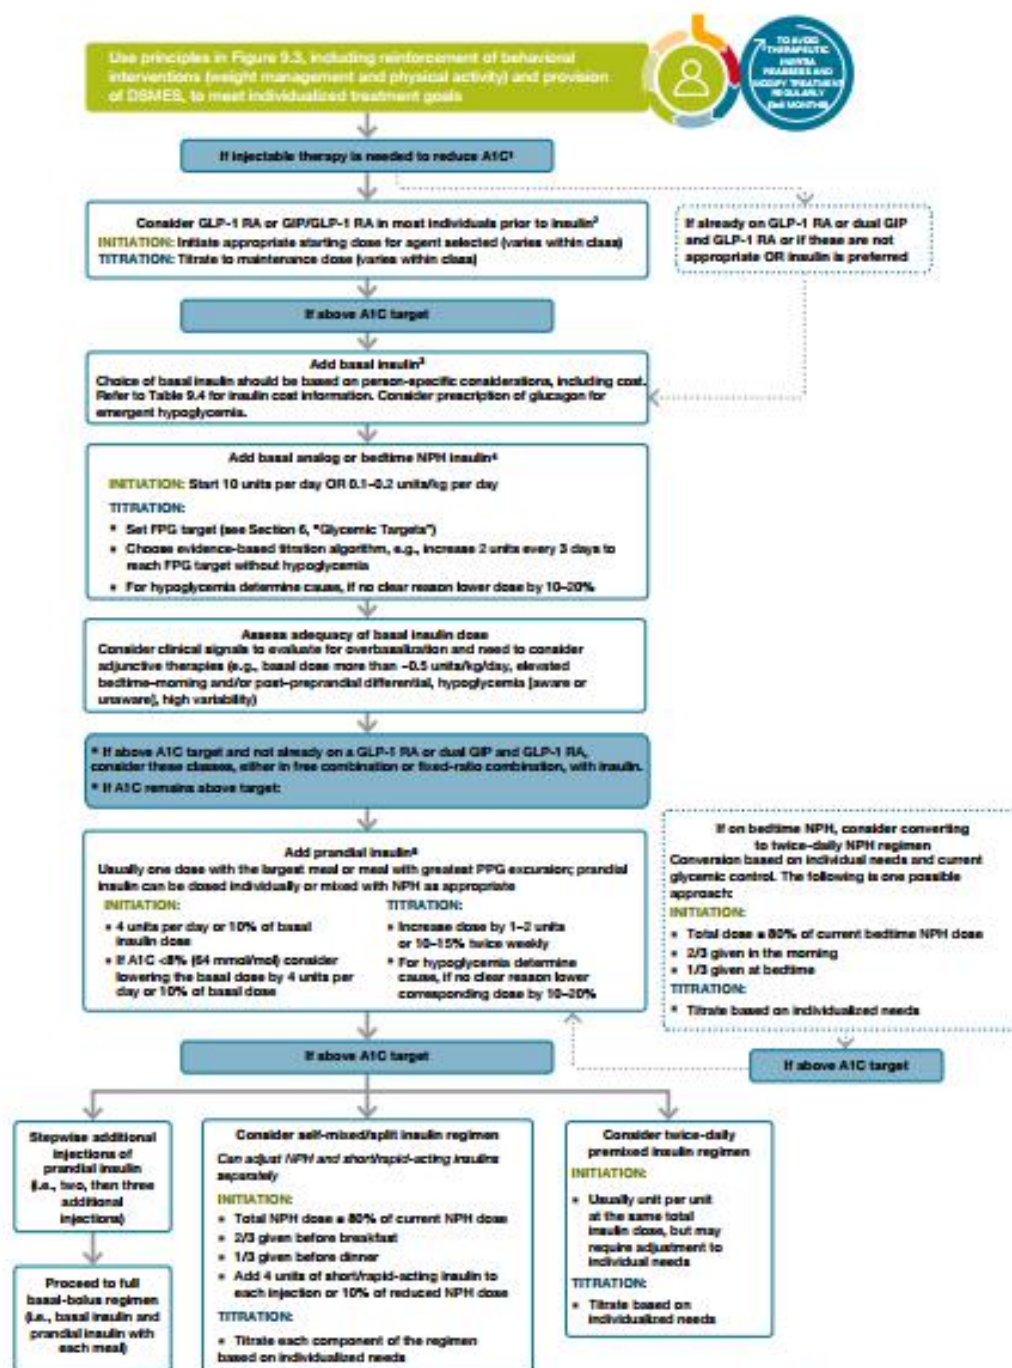 Use principles in Figure 9.3, including reinforcement of behavioral
interventions (weight management and physical activity) and provision
of DSMES, to meet individualized treatment goals
TO AVOID
THERAPEUTIC
INERTIA
REASSESS AND
MODIFY TREATMENT
REGULARLY
(3–6 MONTHS)
If injectable therapy is needed to reduce A1C¹
Consider GLP-1 RA or GIP/GLP-1 RA in most individuals prior to insulin²
INITIATION: Initiate appropriate starting dose for agent selected (varies within class)
TITRATION: Titrate to maintenance dose (varies within class)
If already on GLP-1 RA or dual GIP
and GLP-1 RA or if these are not
appropriate OR insulin is preferred
If above A1C target
Add basal insulin³
Choice of basal insulin should be based on person-specific considerations, including cost.
Refer to Table 9.4 for insulin cost information. Consider prescription of glucagon for
emergent hypoglycemia.
Add basal analog or bedtime NPH insulin⁴
INITIATION: Start 10 units per day OR 0.1–0.2 units/kg per day
TITRATION:
• Set FPG target (see Section 6, "Glycemic Targets")
• Choose evidence-based titration algorithm, e.g., increase 2 units every 3 days to
reach FPG target without hypoglycemia
• For hypoglycemia determine cause, if no clear reason lower dose by 10–20%
Assess adequacy of basal insulin dose
Consider clinical signals to evaluate for overbasalization and need to consider
adjunctive therapies (e.g., basal dose more than ~0.5 units/kg/day, elevated
bedtime–morning and/or post–preprandial differential, hypoglycemia [aware or
unaware], high variability)
• If above A1C target and not already on a GLP-1 RA or dual GIP and GLP-1 RA,
consider these classes, either in free combination or fixed-ratio combination, with insulin.
• If A1C remains above target:
Add prandial insulin⁵
Usually one dose with the largest meal or meal with greatest PPG excursion; prandial
insulin can be dosed individually or mixed with NPH as appropriate
INITIATION:
• 4 units per day or 10% of basal
insulin dose
• If A1C <8% (64 mmol/mol) consider
lowering the basal dose by 4 units per
day or 10% of basal dose
TITRATION:
• Increase dose by 1–2 units
or 10–15% twice weekly
• For hypoglycemia determine
cause, if no clear reason lower
corresponding dose by 10–20%
If on bedtime NPH, consider converting
to twice-daily NPH regimen
Conversion based on individual needs and current
glycemic control. The following is one possible
approach:
INITIATION:
• Total dose = 80% of current bedtime NPH dose
• 2/3 given in the morning
• 1/3 given at bedtime
TITRATION:
• Titrate based on individualized needs
If above A1C target
If above A1C target
Stepwise additional
injections of
prandial insulin
(i.e., two, then three
additional
injections)
Proceed to full
basal-bolus regimen
(i.e., basal insulin and
prandial insulin with
each meal)
Consider self-mixed/split insulin regimen
Can adjust NPH and short/rapid-acting insulins
separately
INITIATION:
• Total NPH dose = 80% of current NPH dose
• 2/3 given before breakfast
• 1/3 given before dinner
• Add 4 units of short/rapid-acting insulin to
each injection or 10% of reduced NPH dose
TITRATION:
• Titrate each component of the regimen
based on individualized needs
Consider twice-daily
premixed insulin regimen
INITIATION:
• Usually unit per unit
at the same total
insulin dose, but may
require adjustment to
individual needs
TITRATION:
• Titrate based on
individualized needs